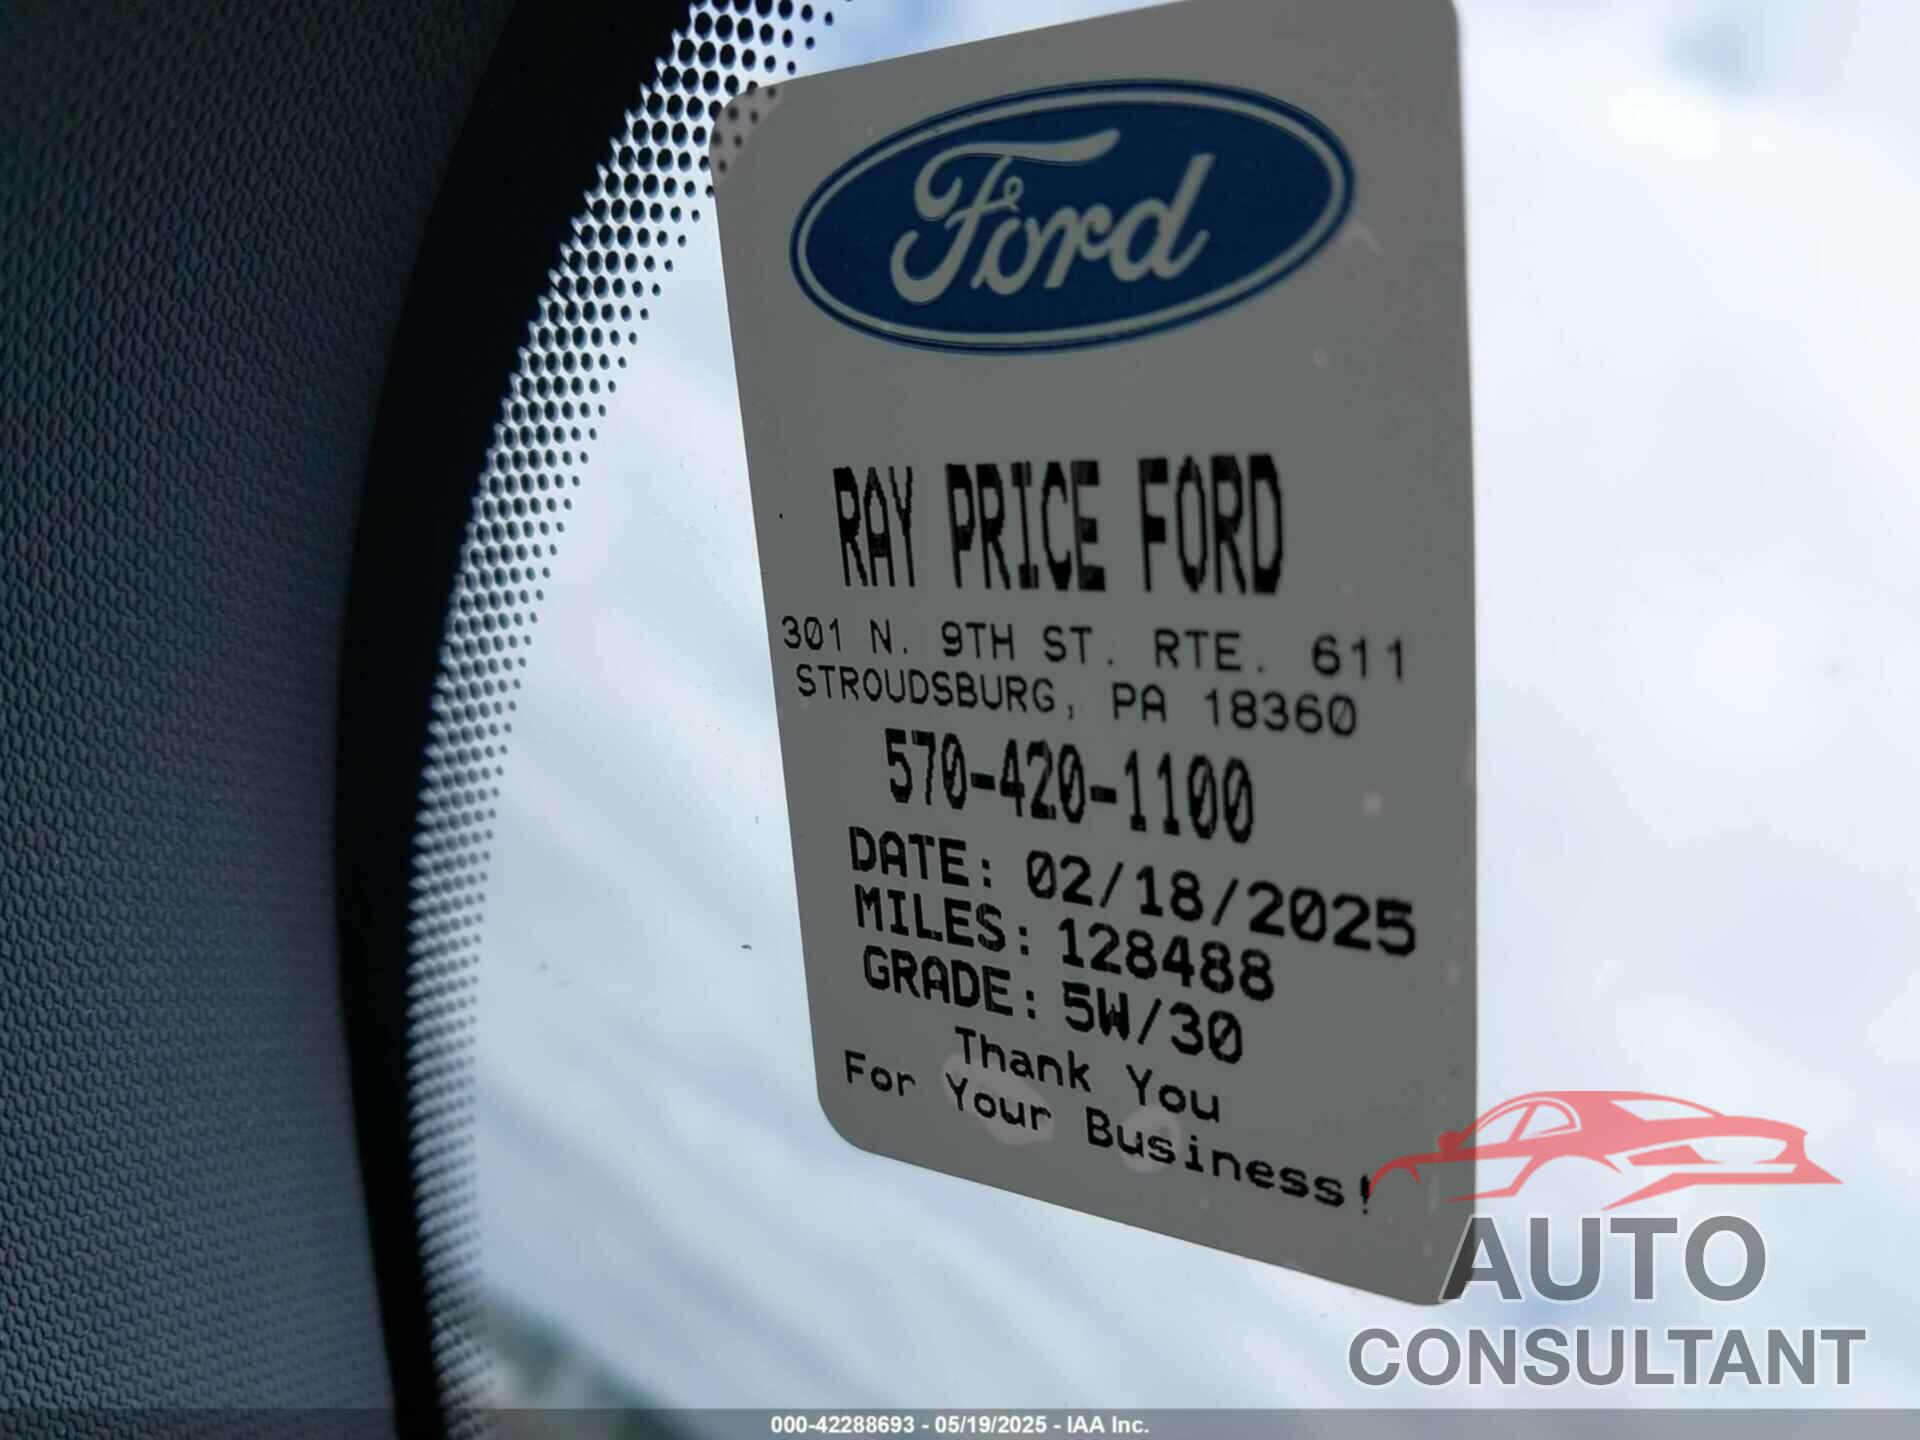 Ford
RAY PRICE FORD
301 N. 9TH ST. RTE. 611
STROUDSBURG, PA 18360
570-420-1100
DATE: 02/18/2025
MILES: 128488
GRADE: 5W/30
Thank You
For Your Business!
AUTO
CONSULTANT
000-42288693 - 05/19/2025 - IAA Inc.